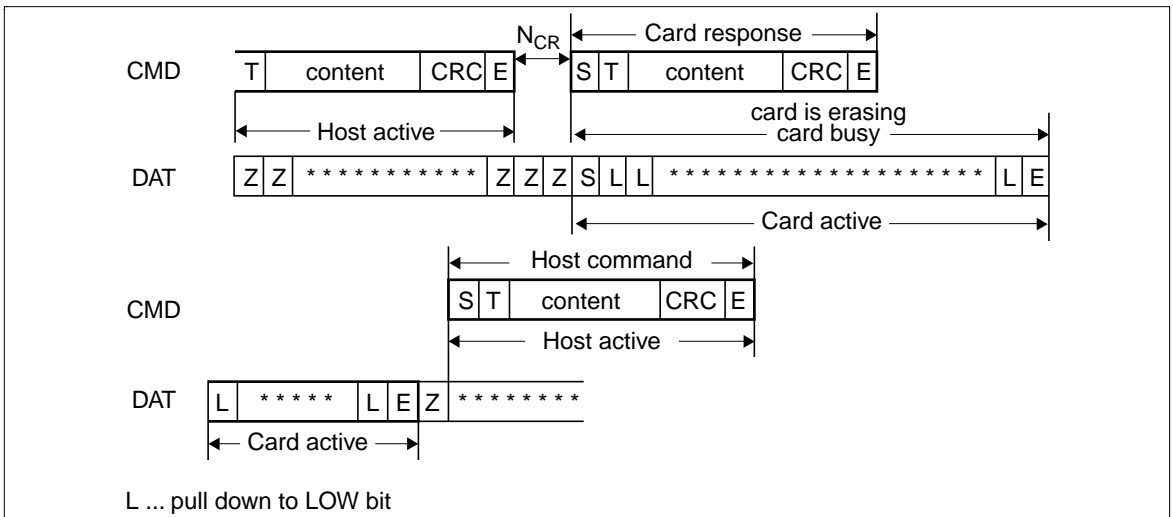 N_CR Card response
CMD T content CRC E S T content CRC E
card is erasing
Host active card busy
DAT Z Z * * * * * * * * * * * Z Z Z S L L * * * * * * * * * * * * * * * * * * * * L E
Card active
Host command
CMD S T content CRC E
Host active
DAT L * * * * * L E Z * * * * * * * *
Card active
L ... pull down to LOW bit